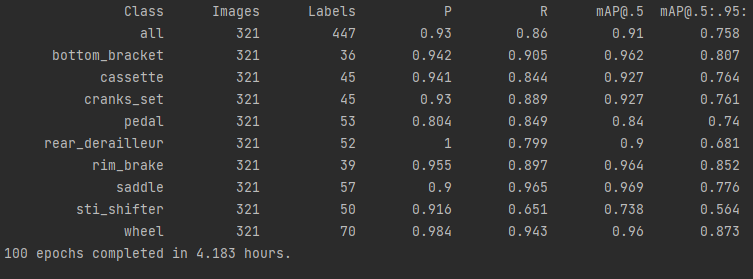 Class Images Labels P R mAP@.5 mAP@.5:.95:
all 321 447 0.93 0.86 0.91 0.758
bottom_bracket 321 36 0.942 0.905 0.962 0.807
cassette 321 45 0.941 0.844 0.927 0.764
cranks_set 321 45 0.93 0.889 0.927 0.761
pedal 321 53 0.804 0.849 0.84 0.74
rear_derailleur 321 52 1 0.799 0.9 0.681
rim_brake 321 39 0.955 0.897 0.964 0.852
saddle 321 57 0.9 0.965 0.969 0.776
sti_shifter 321 50 0.916 0.651 0.738 0.564
wheel 321 70 0.984 0.943 0.96 0.873
100 epochs completed in 4.183 hours.